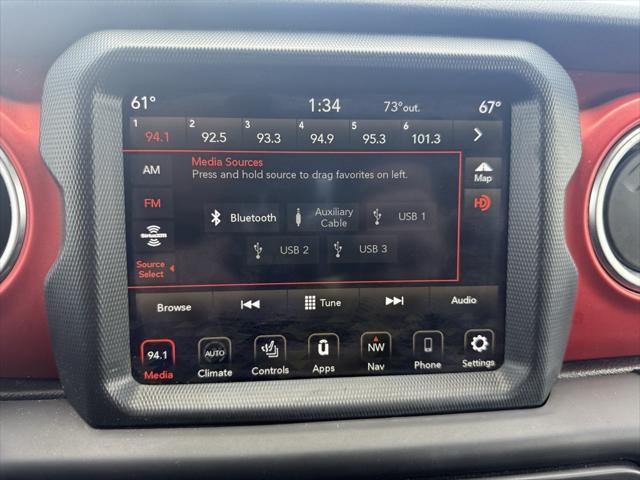 61° 1:34 73° out. 67°
1 2 3 4 5 6
94.1 92.5 93.3 94.9 95.3 101.3
AM
Media Sources
Press and hold source to drag favorites on left.
Map
FM
HD
Bluetooth
Auxiliary
Cable
USB 1
SiriusXM
USB 2 USB 3
Source
Select
Browse Tune Audio
94.1 AUTO û NW
Media Climate Controls Apps Nav Phone Settings